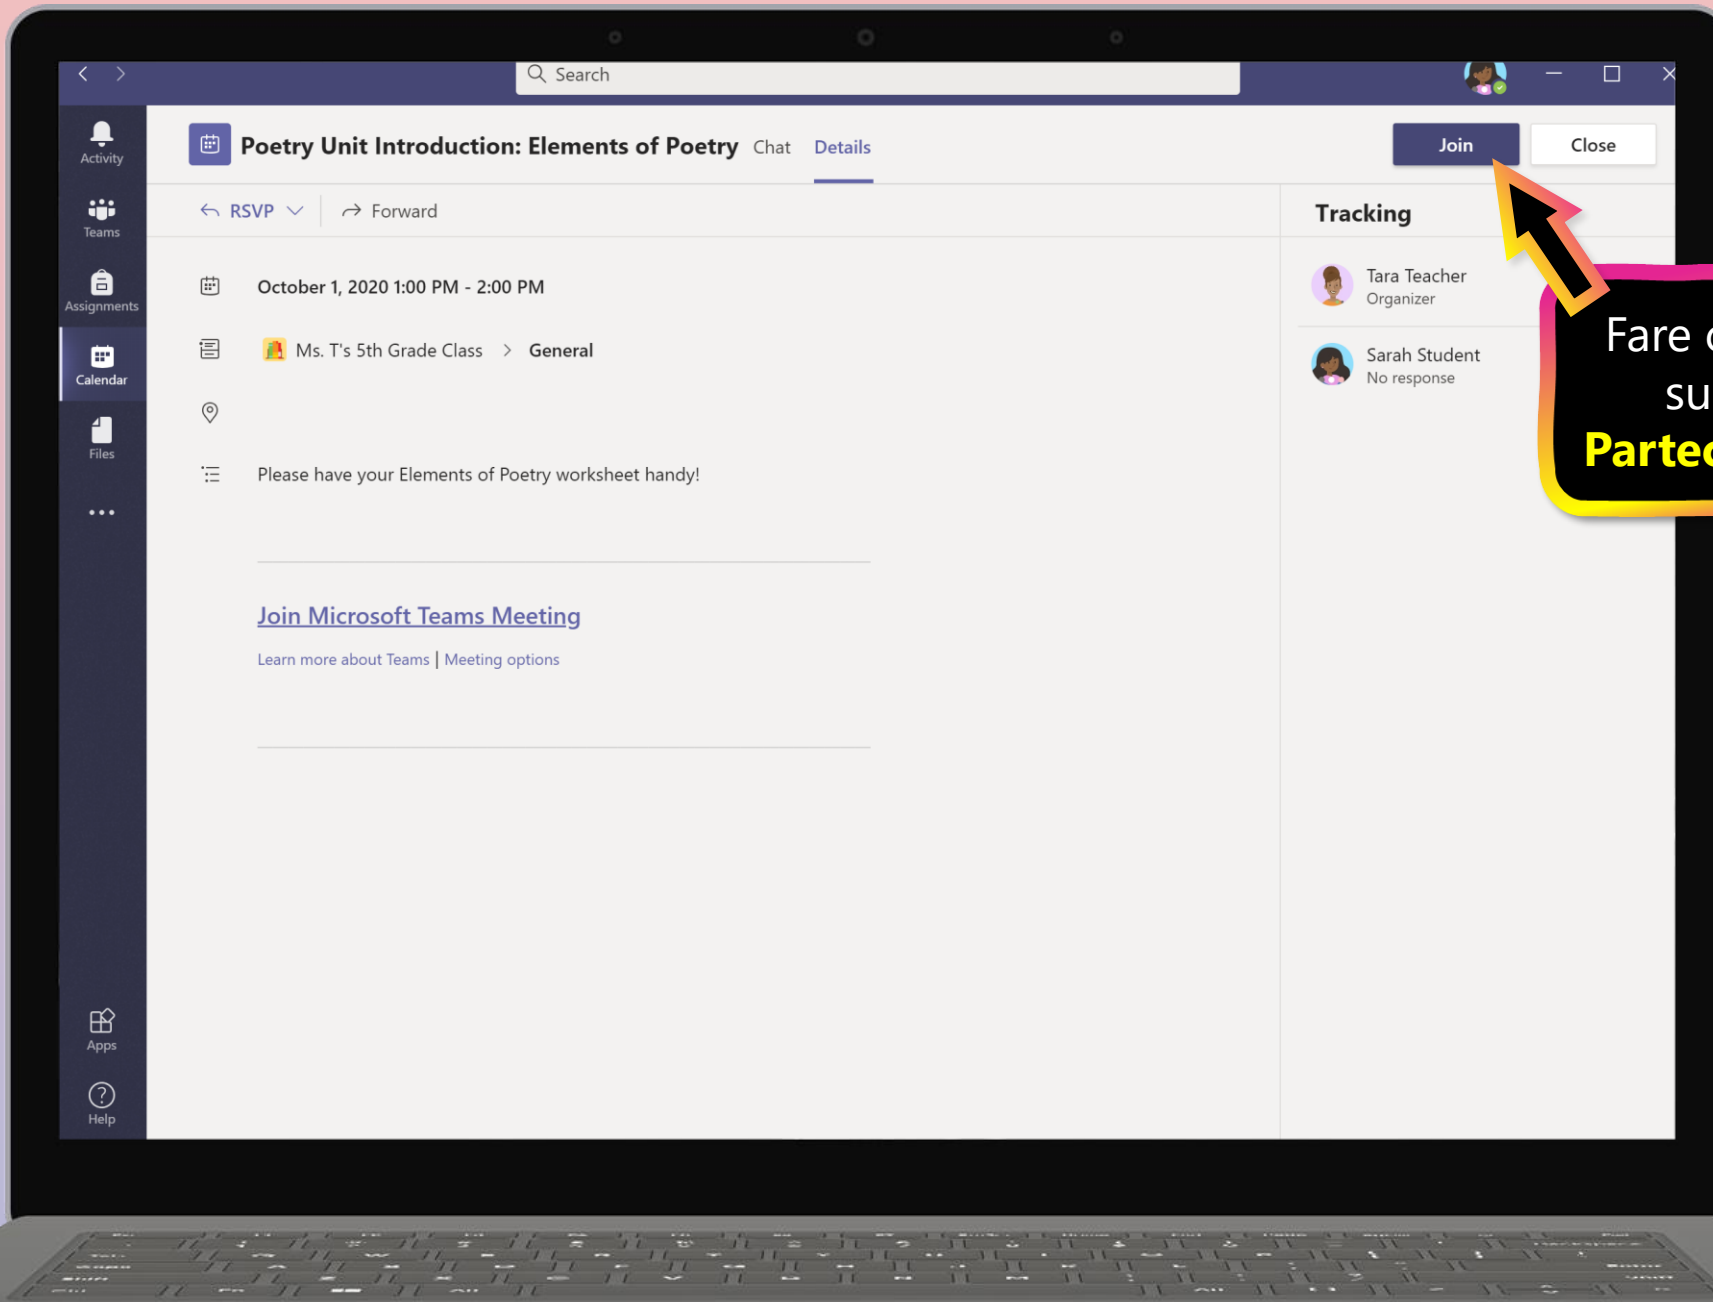 Search
Activity
Teams
Assignments
Calendar
Files
Apps
Help
Poetry Unit Introduction: Elements of Poetry Chat Details
Join Close
RSVP Forward
October 1, 2020 1:00 PM - 2:00 PM
Ms. T's 5th Grade Class > General
Please have your Elements of Poetry worksheet handy!
Join Microsoft Teams Meeting
Learn more about Teams | Meeting options
Tracking
Tara Teacher
Organizer
Sarah Student
No response
Fare
su